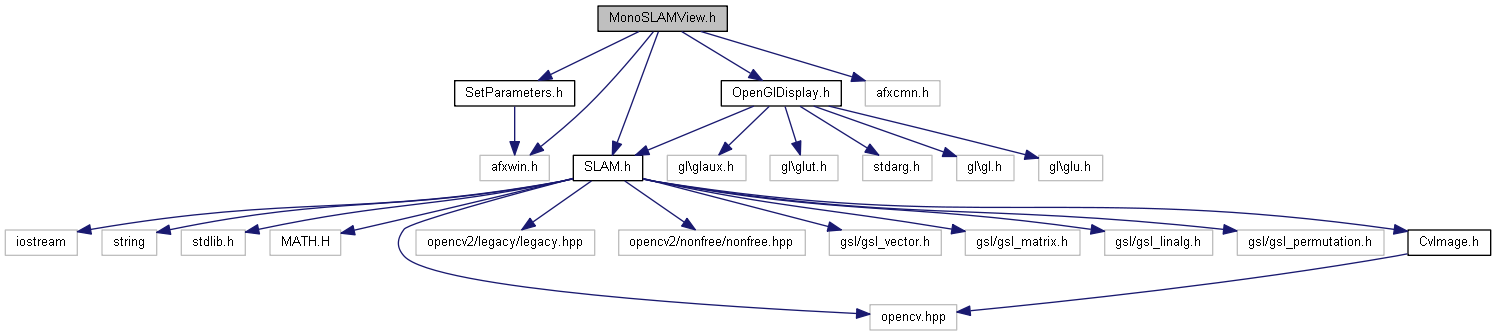 MonoSLAMView.h
SetParameters.h
OpenGlDisplay.h
afxcmn.h
afxwin.h
SLAM.h
gl\glaux.h
gl\glut.h
stdarg.h
gl\gl.h
gl\glu.h
iostream
string
stdlib.h
MATH.H
opencv2/legacy/legacy.hpp
opencv2/nonfree/nonfree.hpp
gsl/gsl_vector.h
gsl/gsl_matrix.h
gsl/gsl_linalg.h
gsl/gsl_permutation.h
CvImage.h
opencv.hpp